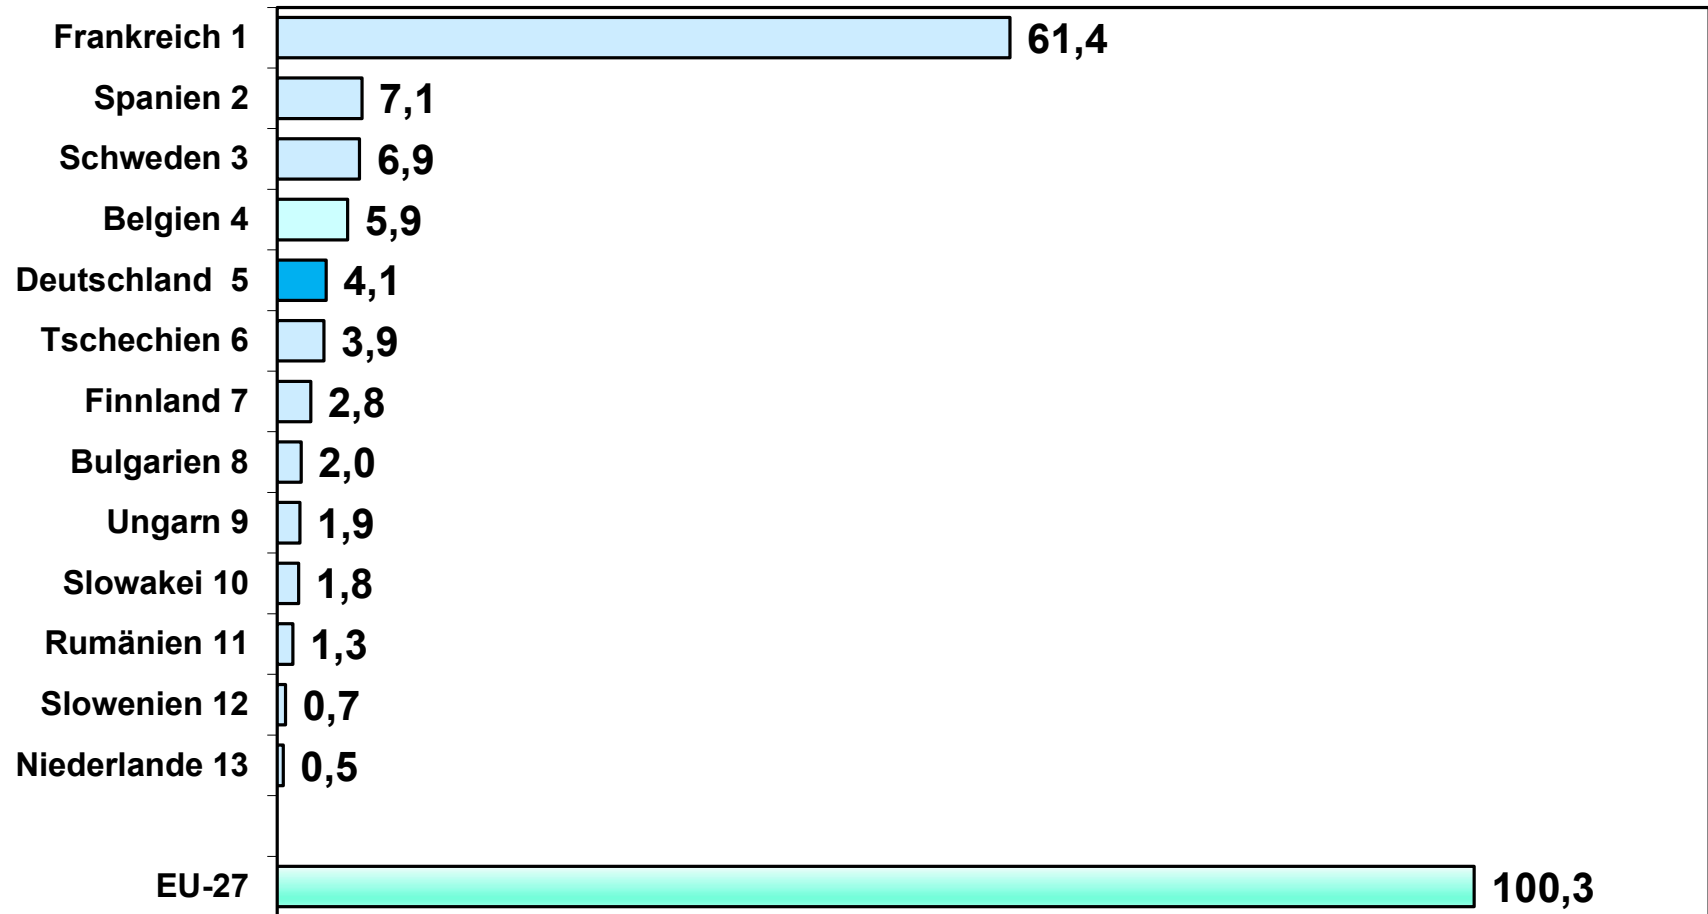 Frankreich 1 61,4
Spanien 2 7,1
Schweden 3 6,9
Belgien 4 5,9
Deutschland  5 4,1
Tschechien 6 3,9
Finnland 7 2,8
Bulgarien 8 2,0
Ungarn 9 1,9
Slowakei 10 1,8
Rumänien 11 1,3
Slowenien 12 0,7
Niederlande 13 0,5
EU-27 100,3